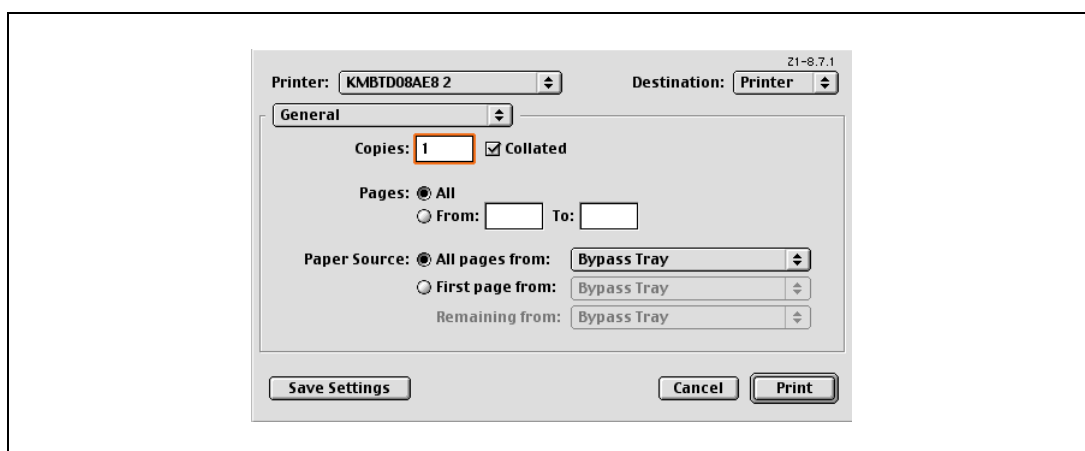 Z1-8.7.1
Printer: KMBTD08AE8 2 Destination: Printer
General
Copies: 1 Collated
Pages: All
From: To:
Paper Source: All pages from: Bypass Tray
First page from: Bypass Tray
Remaining from: Bypass Tray
Save Settings Cancel Print